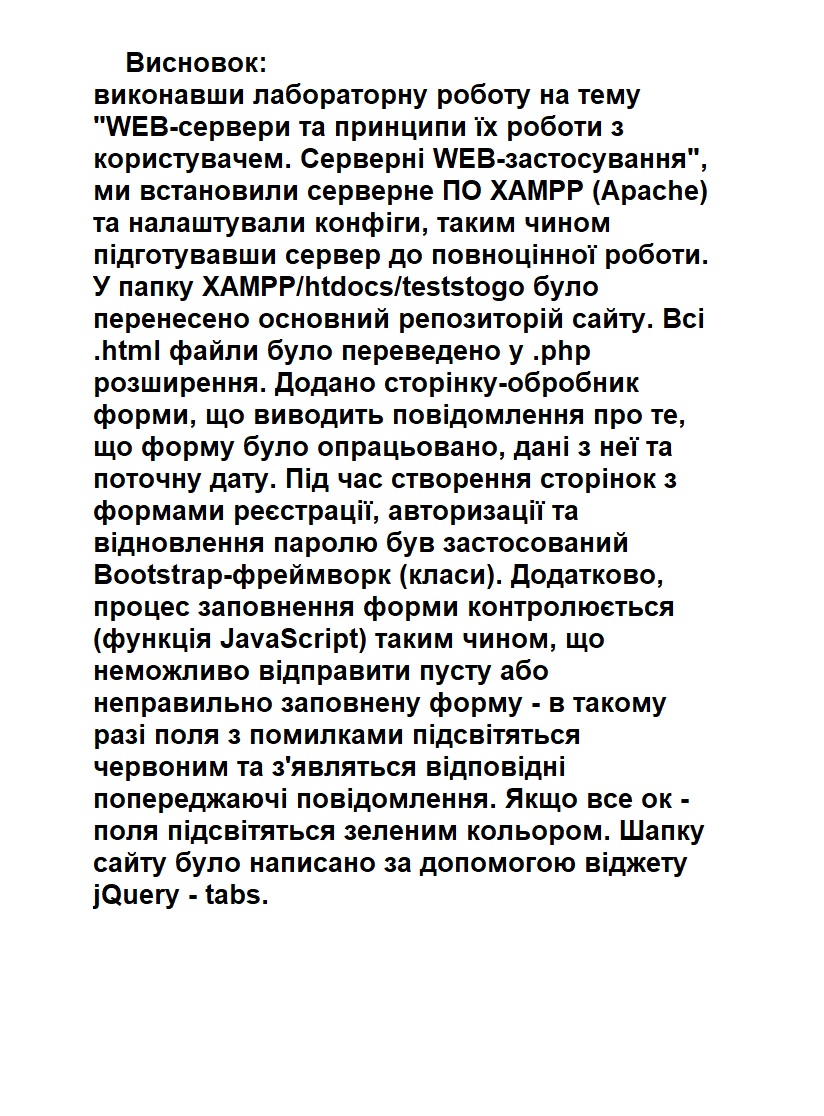 Висновок:
виконавши лабораторну роботу на тему
"WEB-сервери та принципи їх роботи з
користувачем. Серверні WEB-застосування",
ми встановили серверне ПО XAMPP (Apache)
та налаштували конфіги, таким чином
підготувавши сервер до повноцінної роботи.
У папку XAMPP/htdocs/teststogo було
перенесено основний репозиторій сайту. Всі
.html файли було переведено у .php
розширення. Додано сторінку-обробник
форми, що виводить повідомлення про те,
що форму було опрацьовано, дані з неї та
поточну дату. Під час створення сторінок з
формами реєстрації, авторизації та
відновлення паролю був застосований
Bootstrap-фреймворк (класи). Додатково,
процес заповнення форми контролюється
(функція JavaScript) таким чином, що
неможливо відправити пусту або
неправильно заповнену форму - в такому
разі поля з помилками підсвітяться
червоним та з'являться відповідні
попереджаючі повідомлення. Якщо все ок -
поля підсвітяться зеленим кольором. Шапку
сайту було написано за допомогою віджету
jQuery - tabs.